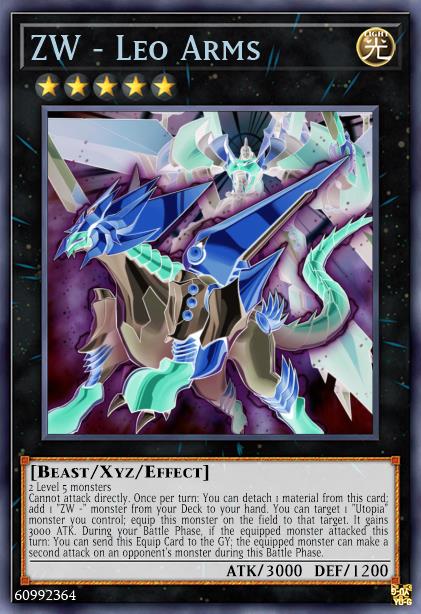 ZW - Leo Arms
LIGHT
光
[Beast/Xyz/Effect]
2 Level 5 monsters
Cannot attack directly. Once per turn: You can detach 1 material from this card;
add 1 "ZW -" monster from your Deck to your hand. You can target 1 "Utopia"
monster you control; equip this monster on the field to that target. It gains
3000 ATK. During your Battle Phase, if the equipped monster attacked this
turn: You can send this Equip Card to the GY; the equipped monster can make a
second attack on an opponent's monster during this Battle Phase.
ATK/3000 DEF/1200
60992364